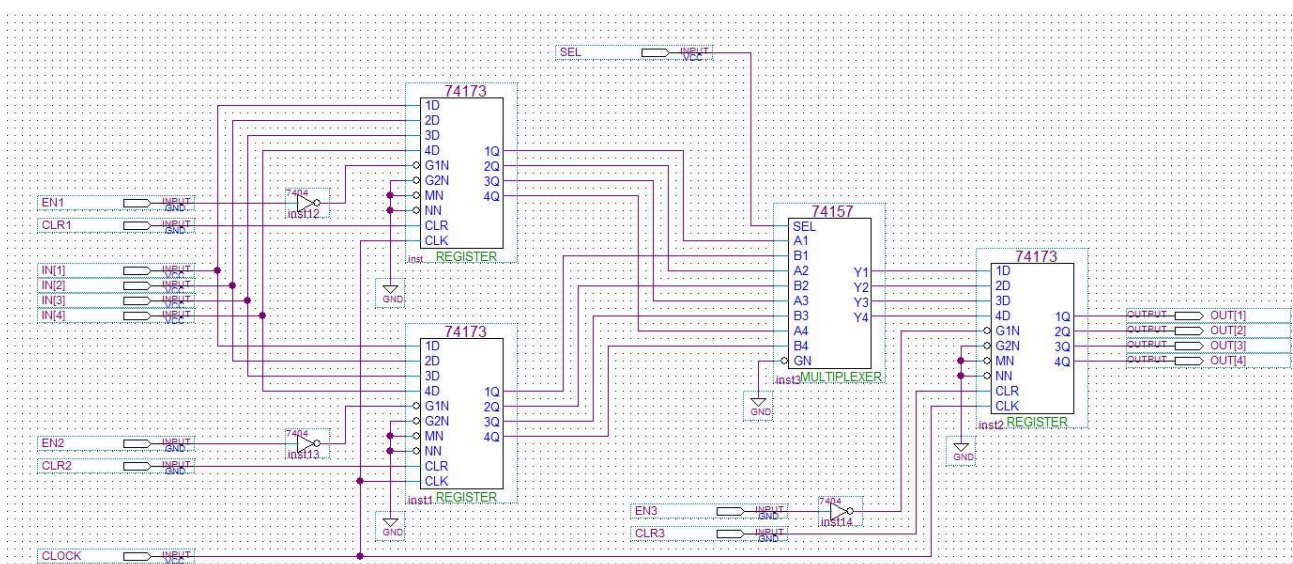 SEL INPUT VCC
74173
1D
2D
3D
4D 1Q
G1N 2Q
G2N 3Q
MN 4Q
NN
CLR
CLK
inst REGISTER
EN1 INPUT GND
7404
inst12
CLR1 INPUT GND
IN[1] INPUT VCC
IN[2] INPUT VCC
IN[3] INPUT VCC
IN[4] INPUT VCC
GND
74173
1D
2D
3D
4D 1Q
G1N 2Q
G2N 3Q
MN 4Q
NN
CLR
CLK
inst1 REGISTER
EN2 INPUT GND
7404
inst13
CLR2 INPUT GND
GND
CLOCK INPUT VCC
74157
SEL
A1
B1
A2 Y1
B2 Y2
A3 Y3
B3 Y4
A4
B4
GN
inst3 MULTIPLEXER
GND
EN3 INPUT GND
7404
inst14
CLR3 INPUT GND
74173
1D
2D
3D
4D 1Q
G1N 2Q
G2N 3Q
MN 4Q
NN
CLR
CLK
inst2 REGISTER
GND
OUTPUT OUT[1]
OUTPUT OUT[2]
OUTPUT OUT[3]
OUTPUT OUT[4]